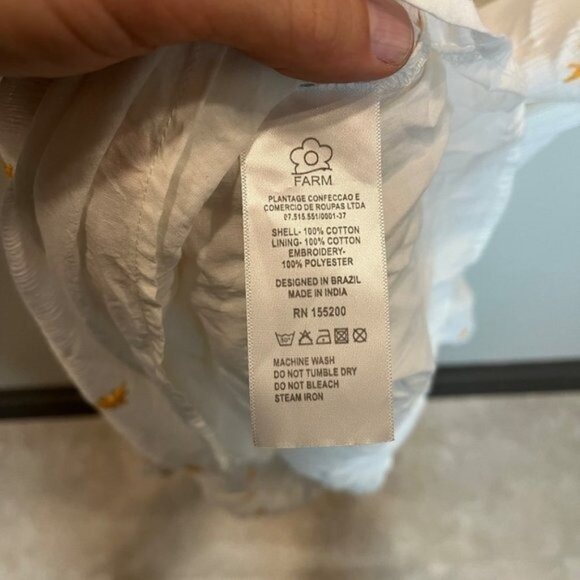 FARM
PLANTAGE CONFECCAO E
COMERCIO DE ROUPAS LTDA
07.515.551/0001-37
SHELL- 100% COTTON
LINING- 100% COTTON
EMBROIDERY-
100% POLYESTER
DESIGNED IN BRAZIL
MADE IN INDIA
RN 155200
30°
MACHINE WASH
DO NOT TUMBLE DRY
DO NOT BLEACH
STEAM IRON